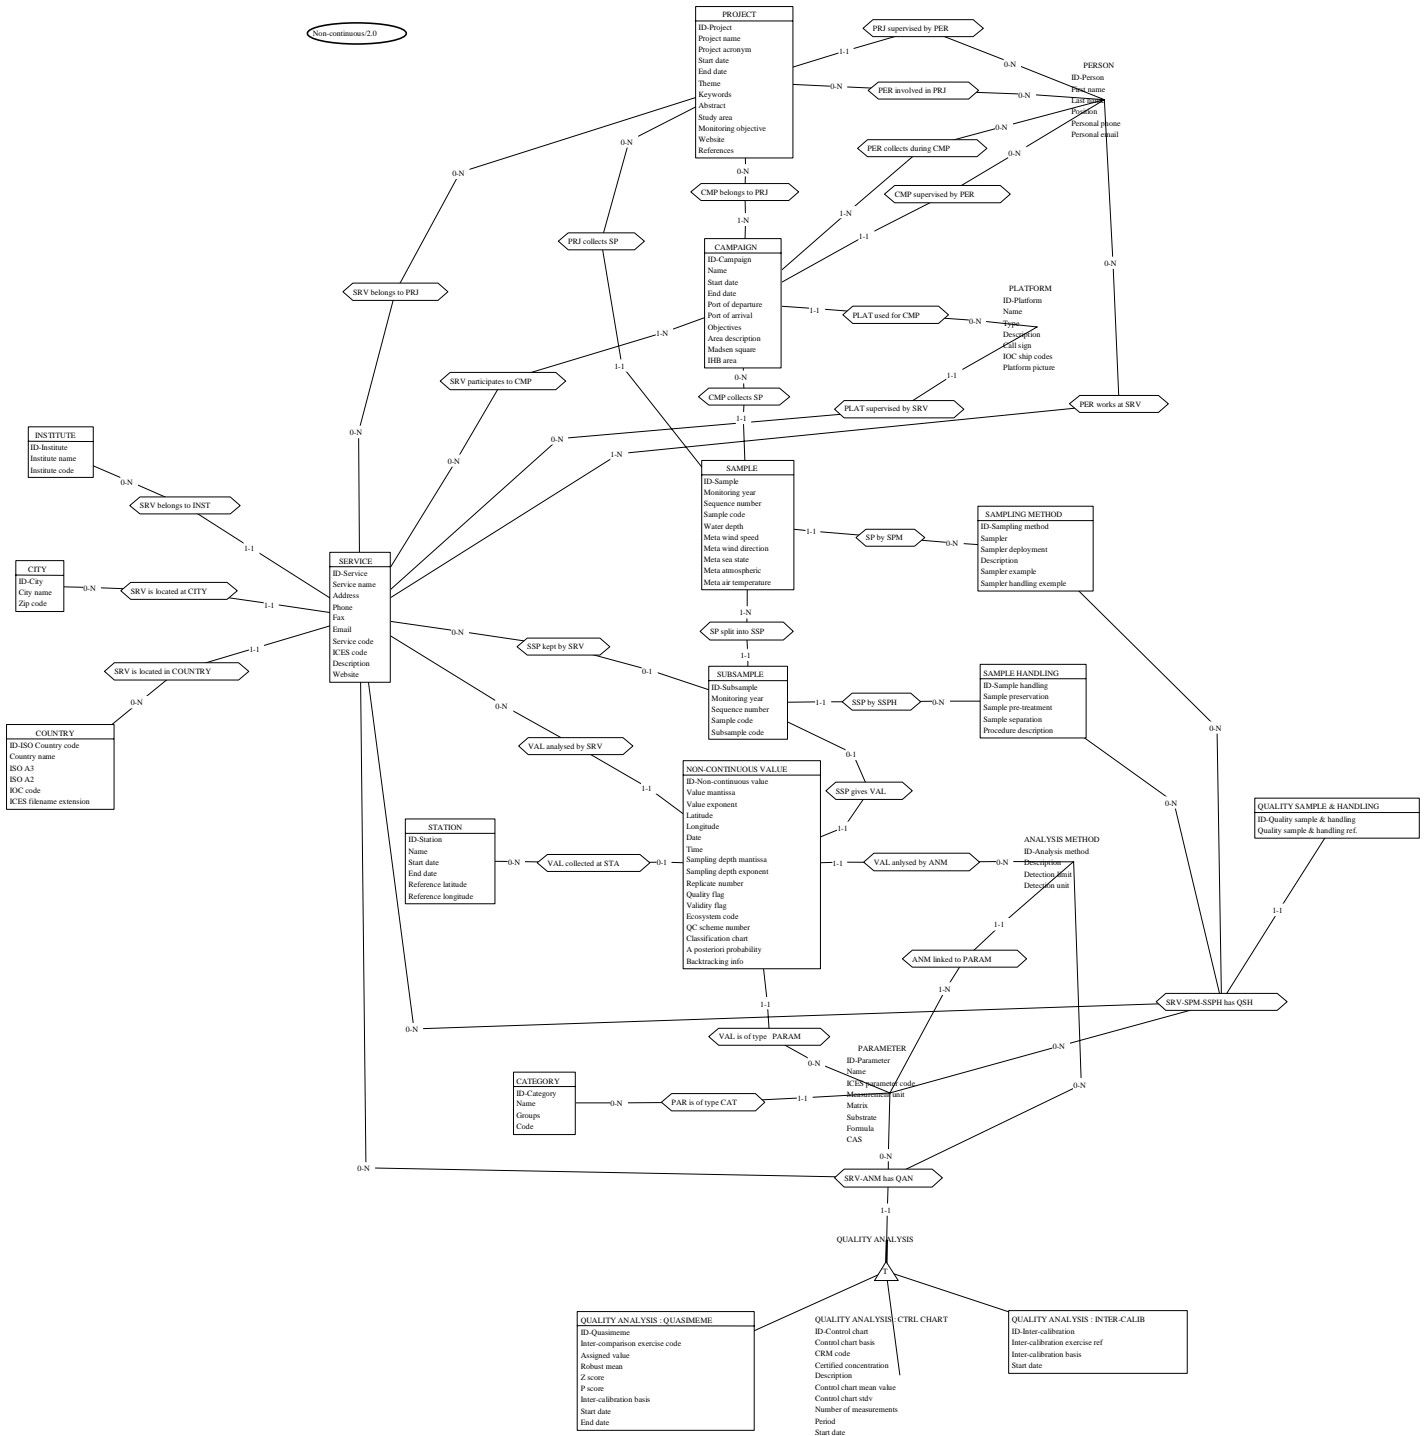 Non-continuous/2.0
PROJECT
ID-Project
Project name
Project acronym
Start date
End date
Theme
Keywords
Abstract
Study area
Monitoring objective
Website
References
PRJ supervised by PER
1-1
0-N
PERSON
ID-Person
First name
Last name
Position
Personal phone
Personal email
0-N
PER involved in PRJ
0-N
0-N
PER collects during CMP
1-N
0-N
CMP supervised by PER
1-1
0-N
0-N
CMP belongs to PRJ
1-N
0-N
PRJ collects SP
1-1
0-N
SRV belongs to PRJ
0-N
CAMPAIGN
ID-Campaign
Name
Start date
End date
Port of departure
Port of arrival
Objectives
Area description
Madsen square
IHB area
1-1
PLAT used for CMP
0-N
PLATFORM
ID-Platform
Name
Type
Description
Call sign
IOC ship codes
Platform picture
1-N
SRV participates to CMP
0-N
0-N
CMP collects SP
1-1
1-1
PLAT supervised by SRV
0-N
PER works at SRV
0-N
1-N
INSTITUTE
ID-Institute
Institute name
Institute code
0-N
SRV belongs to INST
1-1
CITY
ID-City
City name
Zip code
0-N
SRV is located at CITY
1-1
1-1
SRV is located in COUNTRY
0-N
COUNTRY
ID-ISO Country code
Country name
ISO A3
ISO A2
IOC code
ICES filename extension
SERVICE
ID-Service
Service name
Address
Phone
Fax
Email
Service code
ICES code
Description
Website
SAMPLE
ID-Sample
Monitoring year
Sequence number
Sample code
Water depth
Meta wind speed
Meta wind direction
Meta sea state
Meta atmospheric
Meta air temperature
1-1
SP by SPM
0-N
SAMPLING METHOD
ID-Sampling method
Sampler
Sampler deployment
Description
Sampler example
Sampler handling exemple
1-N
SP split into SSP
1-1
0-N
SSP kept by SRV
0-1
SUBSAMPLE
ID-Subsample
Monitoring year
Sequence number
Sample code
Subsample code
1-1
SSP by SSPH
0-N
SAMPLE HANDLING
ID-Sample handling
Sample preservation
Sample pre-treatment
Sample separation
Procedure description
0-N
0-N
VAL analysed by SRV
1-1
0-1
SSP gives VAL
1-1
NON-CONTINUOUS VALUE
ID-Non-continuous value
Value mantissa
Value exponent
Latitude
Longitude
Date
Time
Sampling depth mantissa
Sampling depth exponent
Replicate number
Quality flag
Validity flag
Ecosystem code
QC scheme number
Classification chart
A posteriori probability
Backtracking info
0-N
QUALITY SAMPLE & HANDLING
ID-Quality sample & handling
Quality sample & handling ref.
1-1
STATION
ID-Station
Name
Start date
End date
Reference latitude
Reference longitude
0-N
VAL collected at STA
0-1
1-1
VAL anlysed by ANM
0-N
ANALYSIS METHOD
ID-Analysis method
Description
Detection limit
Detection unit
1-1
ANM linked to PARAM
1-N
SRV-SPM-SSPH has QSH
0-N
1-1
VAL is of type PARAM
0-N
0-N
PARAMETER
ID-Parameter
Name
ICES parameter code
Measurement unit
Matrix
Substrate
Formula
CAS
0-N
CATEGORY
ID-Category
Name
Groups
Code
0-N
PAR is of type CAT
1-1
0-N
0-N
SRV-ANM has QAN
1-1
QUALITY ANALYSIS
T
QUALITY ANALYSIS : QUASIMEME
ID-Quasimeme
Inter-comparison exercise code
Assigned value
Robust mean
Z score
P score
Inter-calibration basis
Start date
End date
QUALITY ANALYSIS : CTRL CHART
ID-Control chart
Control chart basis
CRM code
Certified concentration
Description
Control chart mean value
Control chart stdv
Number of measurements
Period
Start date
QUALITY ANALYSIS : INTER-CALIB
ID-Inter-calibration
Inter-calibration exercise ref
Inter-calibration basis
Start date